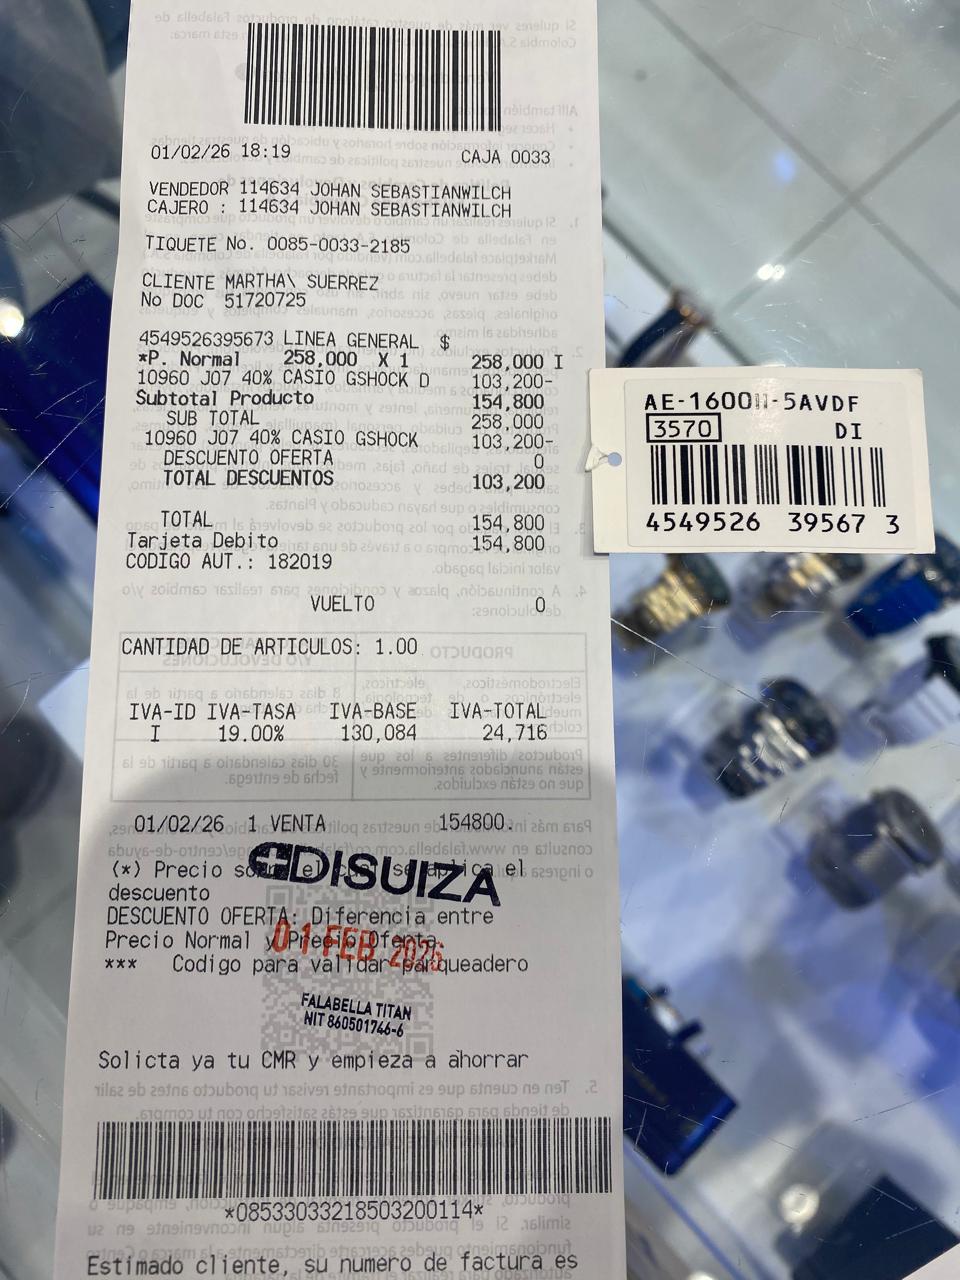 01/02/26 18:19 CAJA 0033
VENDEDOR 114634 JOHAN SEBASTIANWILCH
CAJERO : 114634 JOHAN SEBASTIANWILCH
TIQUETE No. 0085-0033-2185
CLIENTE MARTHA\ SUERREZ
No DOC 51720725
4549526395673 LINEA GENERAL $
*P. Normal 258,000 X 1 258,000 I
10960 J07 40% CASIO GSHOCK D 103,200-
Subtotal Producto 154,800
SUB TOTAL 258,000
10960 J07 40% CASIO GSHOCK 103,200-
DESCUENTO OFERTA 0
TOTAL DESCUENTOS 103,200
TOTAL 154,800
Tarjeta Debito 154,800
CODIGO AUT.: 182019
VUELTO 0
CANTIDAD DE ARTICULOS: 1.00
IVA-ID IVA-TASA IVA-BASE IVA-TOTAL
I 19.00% 130,084 24,716
01/02/26 1 VENTA 154800.
DISUIZA
(*) Precio sobre el cual se aplica el
descuento
DESCUENTO OFERTA: Diferencia entre
Precio Normal y Precio Oferta
01 FEB 2026
*** Codigo para validar parqueadero
FALABELLA TITAN
NIT 860501746-6
Solicta ya tu CMR y empieza a ahorrar
*08533033218503200114*
Estimado cliente, su numero de factura es
AE-1600H-5AVDF
3570 DI
4549526 39567 3